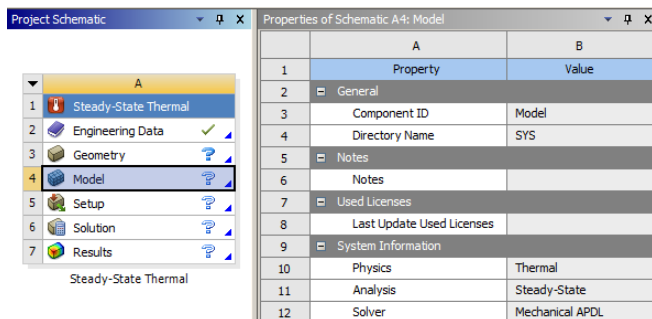 Project Schematic
A
1 Steady-State Thermal
2 Engineering Data
3 Geometry
4 Model
5 Setup
6 Solution
7 Results
Steady-State Thermal
Properties of Schematic A4: Model
A B
1 Property Value
2 General
3 Component ID Model
4 Directory Name SYS
5 Notes
6 Notes
7 Used Licenses
8 Last Update Used Licenses
9 System Information
10 Physics Thermal
11 Analysis Steady-State
12 Solver Mechanical APDL